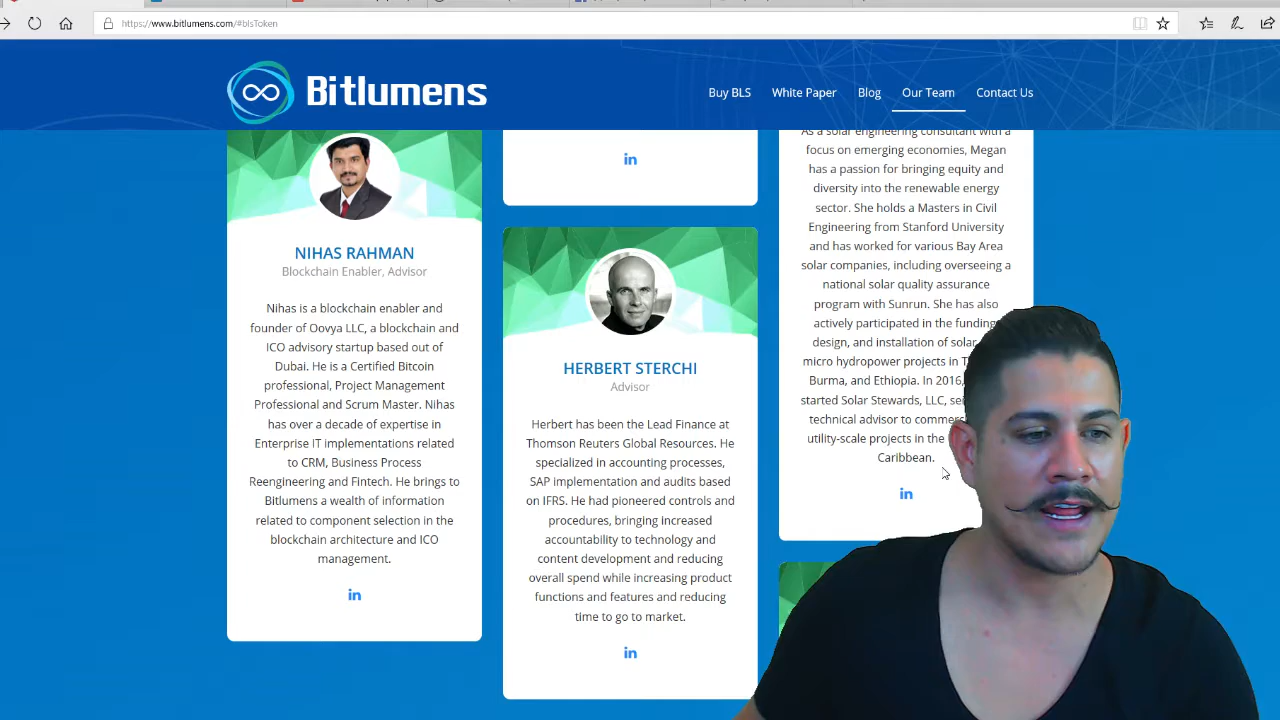 https://www.bitlumens.com/#blsToken
Bitlumens
Buy BLS
White Paper
Blog
Our Team
Contact Us
NIHAS RAHMAN
Blockchain Enabler, Advisor
Nihas is a blockchain enabler and
founder of Oovya LLC, a blockchain and
ICO advisory startup based out of
Dubai. He is a Certified Bitcoin
professional, Project Management
Professional and Scrum Master. Nihas
has over a decade of expertise in
Enterprise IT implementations related
to CRM, Business Process
Reengineering and Fintech. He brings to
Bitlumens a wealth of information
related to component selection in the
blockchain architecture and ICO
management.
in
in
HERBERT STERCHI
Advisor
Herbert has been the Lead Finance at
Thomson Reuters Global Resources. He
specialized in accounting processes,
SAP implementation and audits based
on IFRS. He had pioneered controls and
procedures, bringing increased
accountability to technology and
content development and reducing
overall spend while increasing product
functions and features and reducing
time to go to market.
in
As a solar engineering consultant with a
focus on emerging economies, Megan
has a passion for bringing equity and
diversity into the renewable energy
sector. She holds a Masters in Civil
Engineering from Stanford University
and has worked for various Bay Area
solar companies, including overseeing a
national solar quality assurance
program with Sunrun. She has also
actively participated in the funding,
design, and installation of solar
micro hydropower projects in
Burma, and Ethiopia. In 2016,
started Solar Stewards, LLC,
technical advisor to
utility-scale projects in the
Caribbean.
in